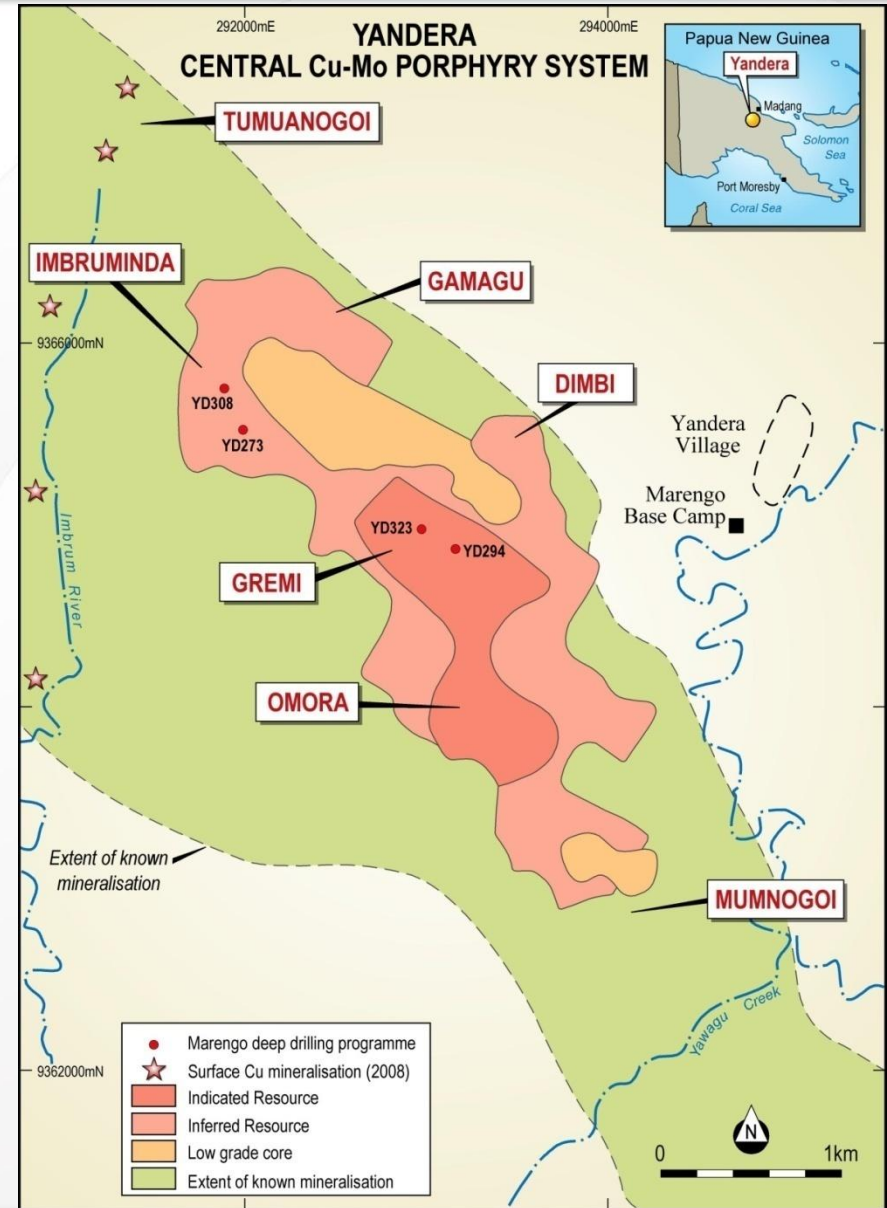 292000mE
294000mE
YANDERA
CENTRAL Cu-Mo PORPHYRY SYSTEM
Papua New Guinea
Yandera
Madang
Solomon
Sea
Port Moresby
Coral Sea
TUMUANOGOI
IMBRUMINDA
GAMAGU
9366000mN
DIMBI
YD308
YD273
Yandera
Village
Marengo
Base Camp
YD323
YD294
Imbrum River
GREMI
OMORA
Extent of known
mineralisation
MUMNOGOI
Yawagu Creek
9362000mN
Marengo deep drilling programme
Surface Cu mineralisation (2008)
Indicated Resource
Inferred Resource
Low grade core
Extent of known mineralisation
N
0 1km